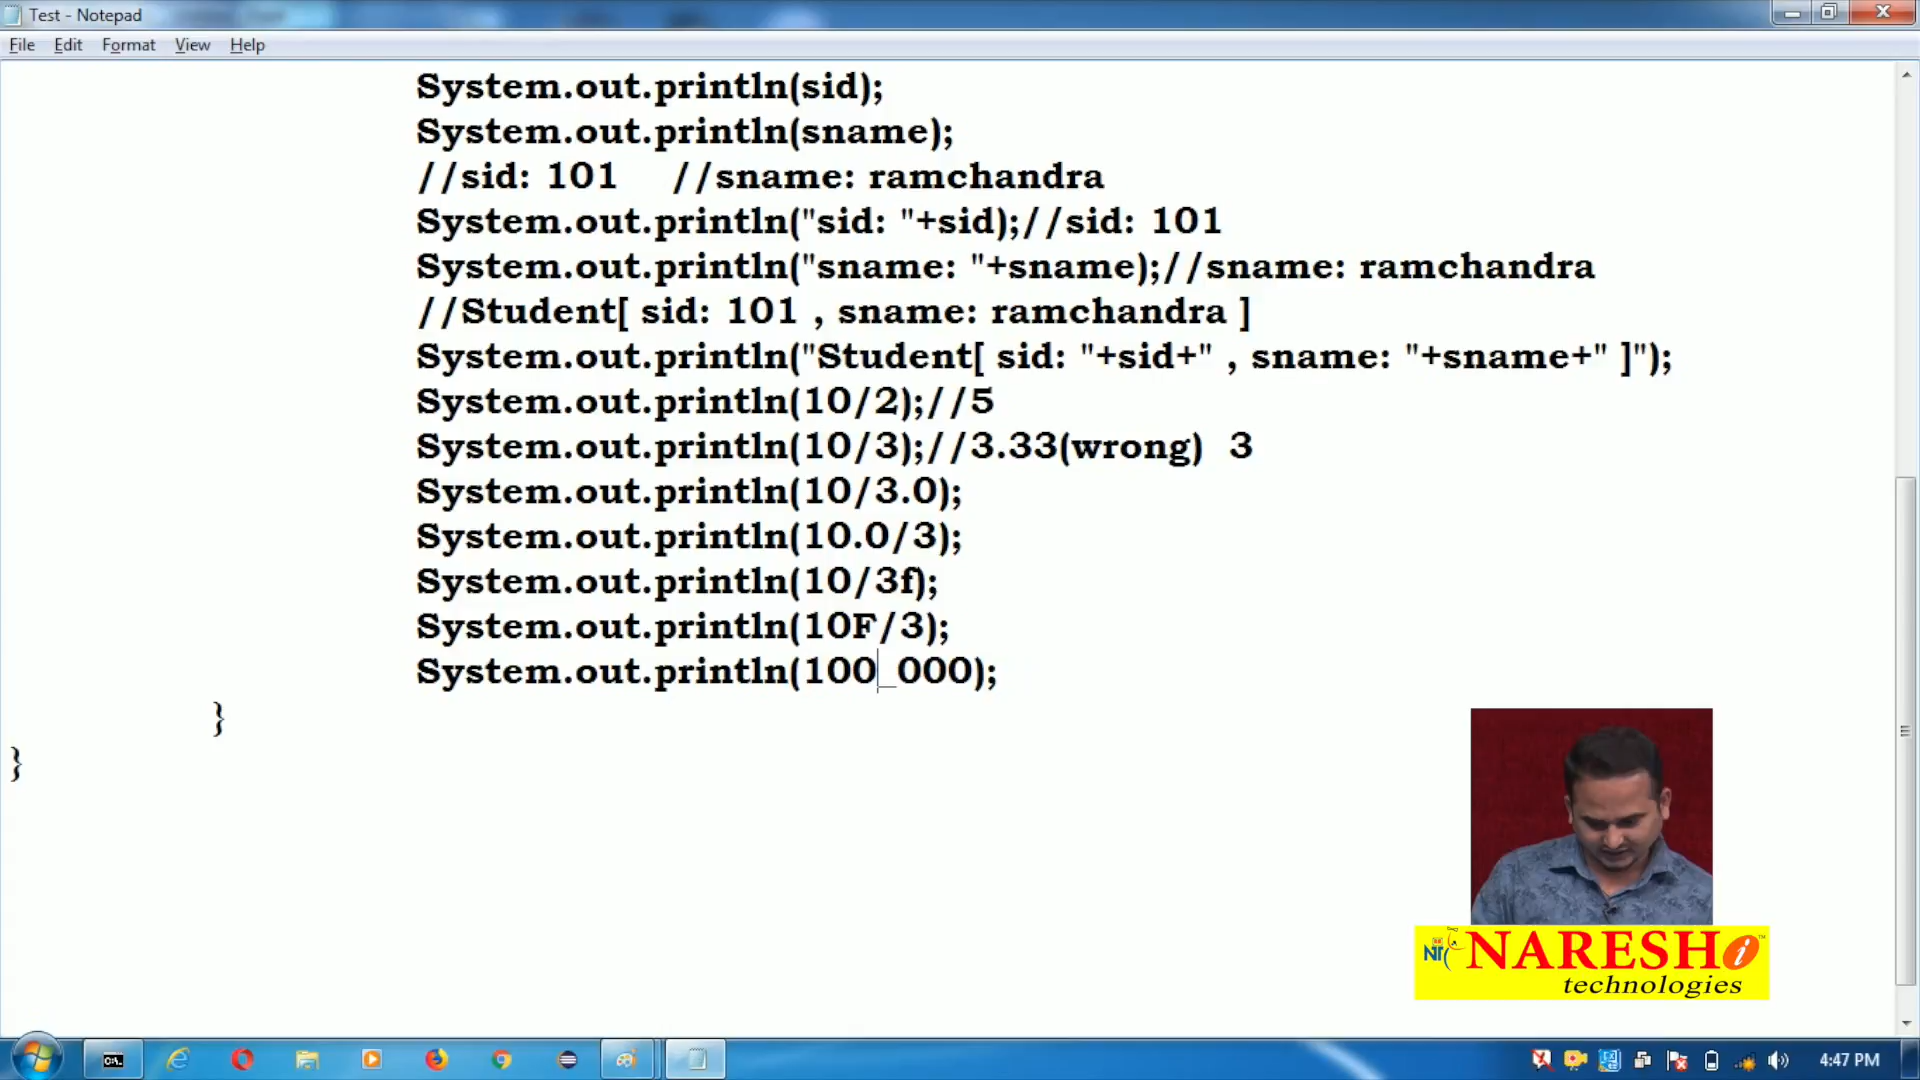 Test - Notepad
File Edit Format View Help
System.out.println(sid);
System.out.println(sname);
//sid: 101 //sname: ramchandra
System.out.println("sid: "+sid);//sid: 101
System.out.println("sname: "+sname);//sname: ramchandra
//Student[ sid: 101 , sname: ramchandra ]
System.out.println("Student[ sid: "+sid+" , sname: "+sname+" ]");
System.out.println(10/2);//5
System.out.println(10/3);//3.33(wrong) 3
System.out.println(10/3.0);
System.out.println(10.0/3);
System.out.println(10/3f);
System.out.println(10F/3);
System.out.println(100_000);
}
}
NARESH i
technologies
4:47 PM